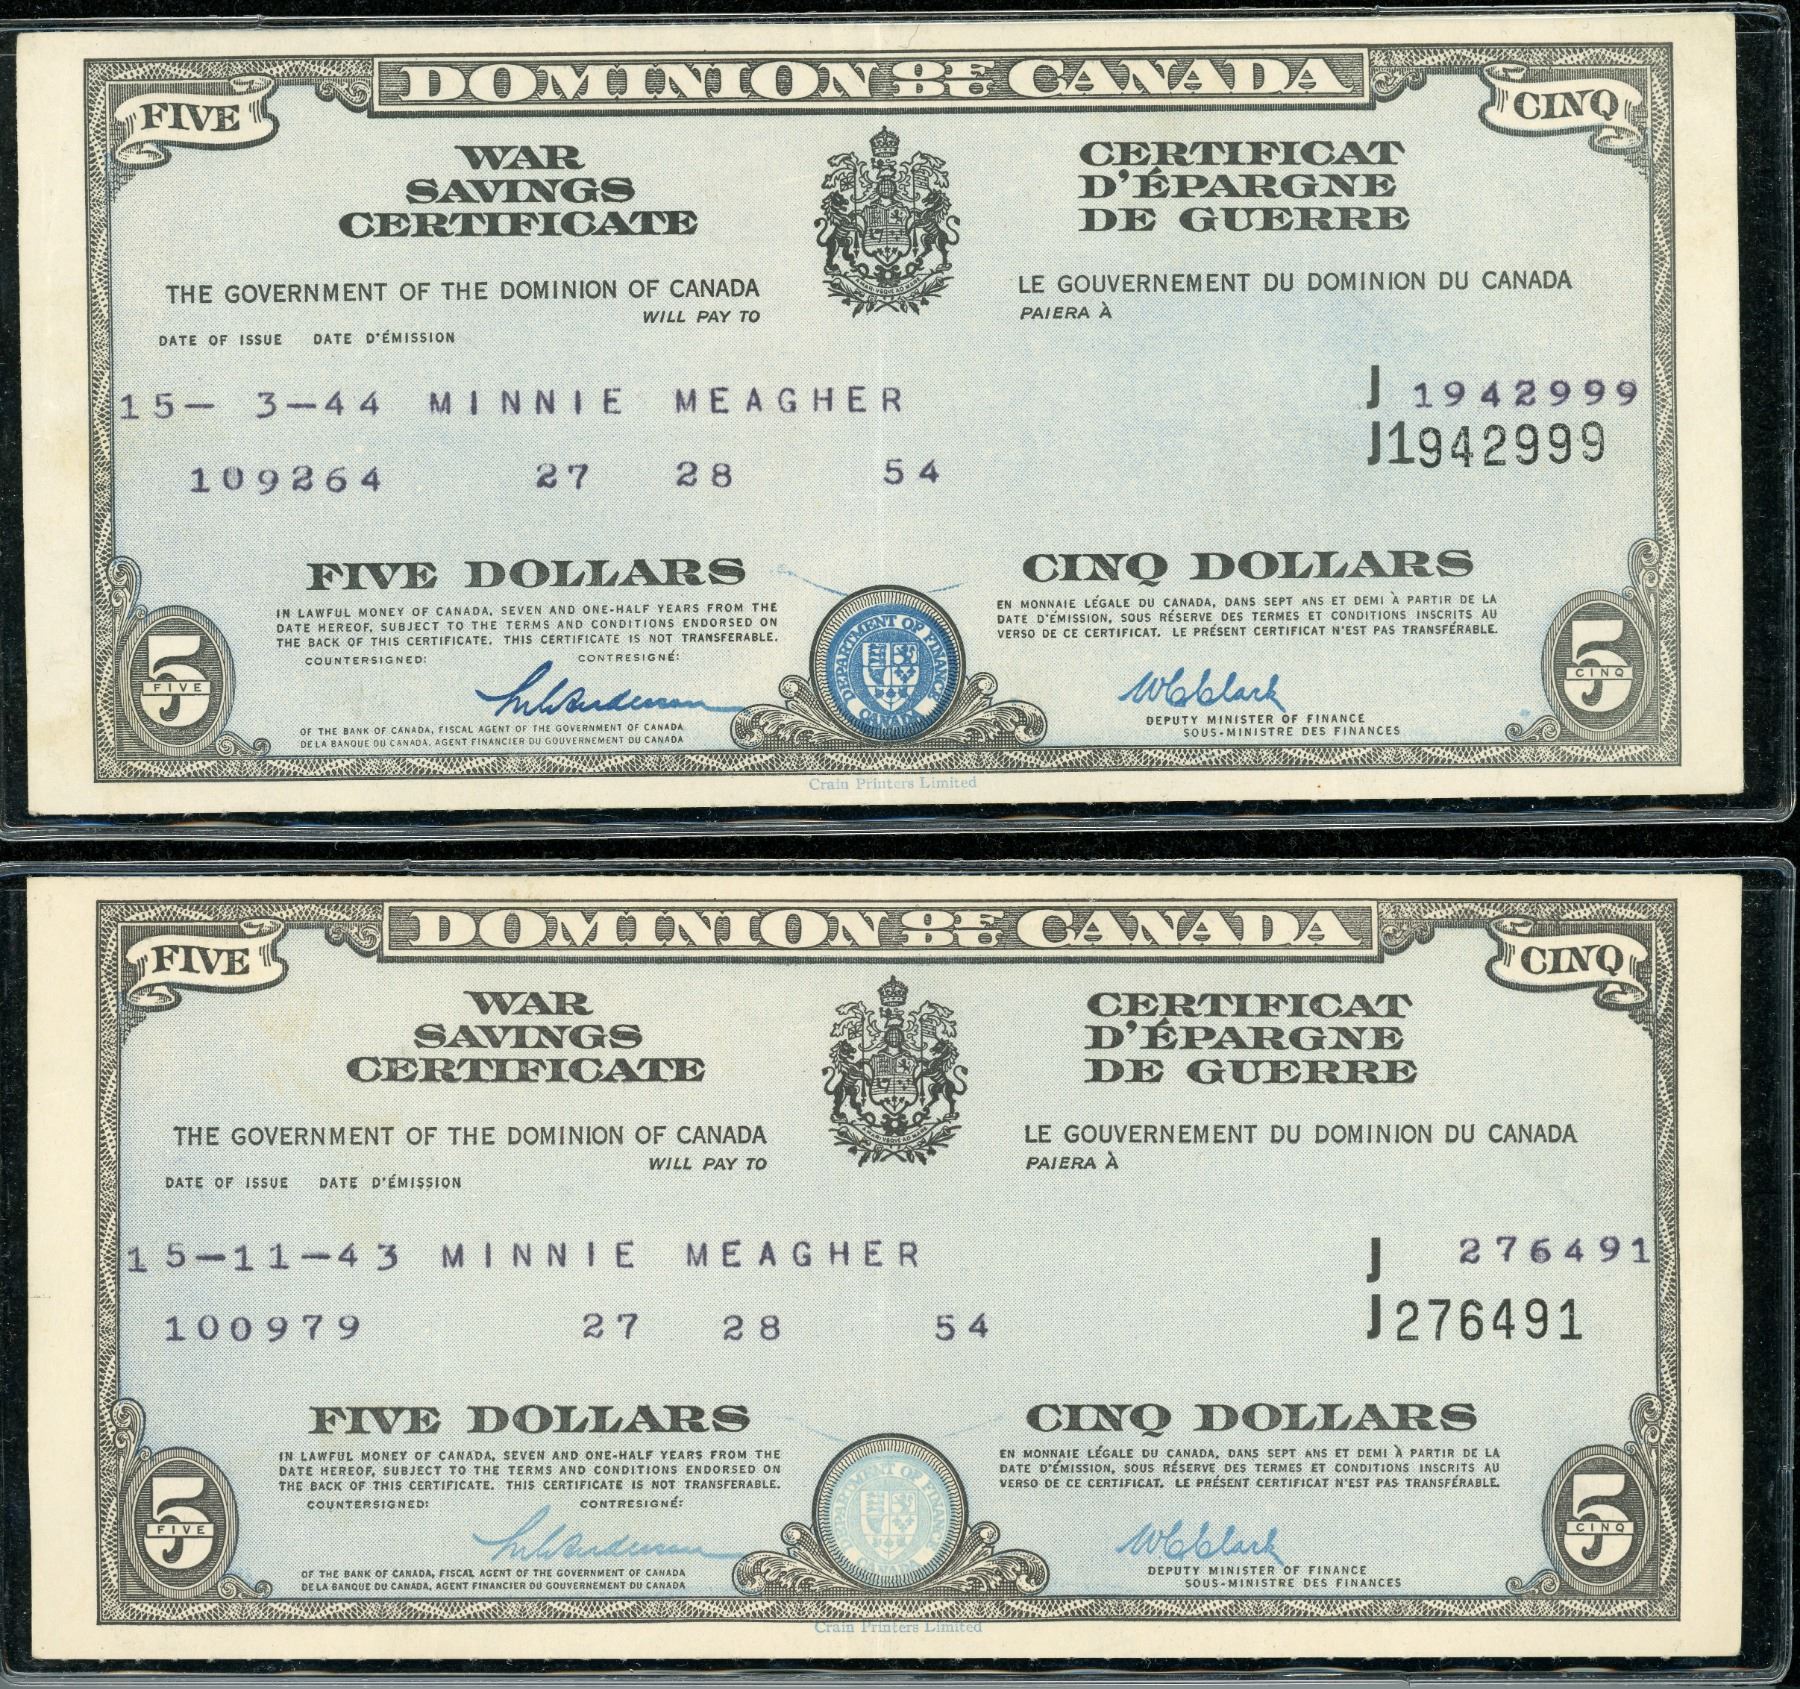 DOMINION OF DU CANADA
FIVE
CINQ
WAR
SAVINGS
CERTIFICATE
CERTIFICAT
D'ÉPARGNE
DE GUERRE
THE GOVERNMENT OF THE DOMINION OF CANADA
WILL PAY TO
LE GOUVERNEMENT DU DOMINION DU CANADA
PAIERA À
DATE OF ISSUE DATE D'ÉMISSION
15- 3-44 MINNIE MEAGHER J 1942999
J1942999
109264 27 28 54
FIVE DOLLARS
IN LAWFUL MONEY OF CANADA, SEVEN AND ONE-HALF YEARS FROM THE
DATE HEREOF, SUBJECT TO THE TERMS AND CONDITIONS ENDORSED ON
THE BACK OF THIS CERTIFICATE. THIS CERTIFICATE IS NOT TRANSFERABLE.
COUNTERSIGNED: CONTRESIGNÉ:
OF THE BANK OF CANADA, FISCAL AGENT OF THE GOVERNMENT OF CANADA
DE LA BANQUE DU CANADA, AGENT FINANCIER DU GOUVERNEMENT DU CANADA
CINQ DOLLARS
EN MONNAIE LÉGALE DU CANADA, DANS SEPT ANS ET DEMI À PARTIR DE LA
DATE D'ÉMISSION, SOUS RÉSERVE DES TERMES ET CONDITIONS INSCRITS AU
VERSO DE CE CERTIFICAT. LE PRÉSENT CERTIFICAT N'EST PAS TRANSFÉRABLE.
W C Clark
DEPUTY MINISTER OF FINANCE
SOUS-MINISTRE DES FINANCES
DEPARTMENT OF FINANCE
CANADA
5
FIVE
5
CINQ
Crain Printers Limited
DOMINION OF DU CANADA
FIVE
CINQ
WAR
SAVINGS
CERTIFICATE
CERTIFICAT
D'ÉPARGNE
DE GUERRE
THE GOVERNMENT OF THE DOMINION OF CANADA
WILL PAY TO
LE GOUVERNEMENT DU DOMINION DU CANADA
PAIERA À
DATE OF ISSUE DATE D'ÉMISSION
15-11-43 MINNIE MEAGHER J 276491
J276491
100979 27 28 54
FIVE DOLLARS
IN LAWFUL MONEY OF CANADA, SEVEN AND ONE-HALF YEARS FROM THE
DATE HEREOF, SUBJECT TO THE TERMS AND CONDITIONS ENDORSED ON
THE BACK OF THIS CERTIFICATE. THIS CERTIFICATE IS NOT TRANSFERABLE.
COUNTERSIGNED: CONTRESIGNÉ:
OF THE BANK OF CANADA, FISCAL AGENT OF THE GOVERNMENT OF CANADA
DE LA BANQUE DU CANADA, AGENT FINANCIER DU GOUVERNEMENT DU CANADA
CINQ DOLLARS
EN MONNAIE LÉGALE DU CANADA, DANS SEPT ANS ET DEMI À PARTIR DE LA
DATE D'ÉMISSION, SOUS RÉSERVE DES TERMES ET CONDITIONS INSCRITS AU
VERSO DE CE CERTIFICAT. LE PRÉSENT CERTIFICAT N'EST PAS TRANSFÉRABLE.
W C Clark
DEPUTY MINISTER OF FINANCE
SOUS-MINISTRE DES FINANCES
DEPARTMENT OF FINANCE
CANADA
5
FIVE
5
CINQ
Crain Printers Limited